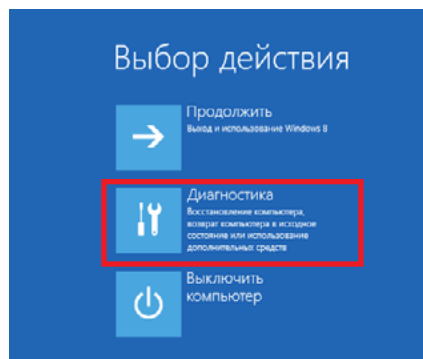 Выбор действия
Продолжить
Выход и использование Windows 8
Диагностика
Восстановление компьютера,
возврат компьютера в исходное
состояние или использование
дополнительных средств
Выключить
компьютер